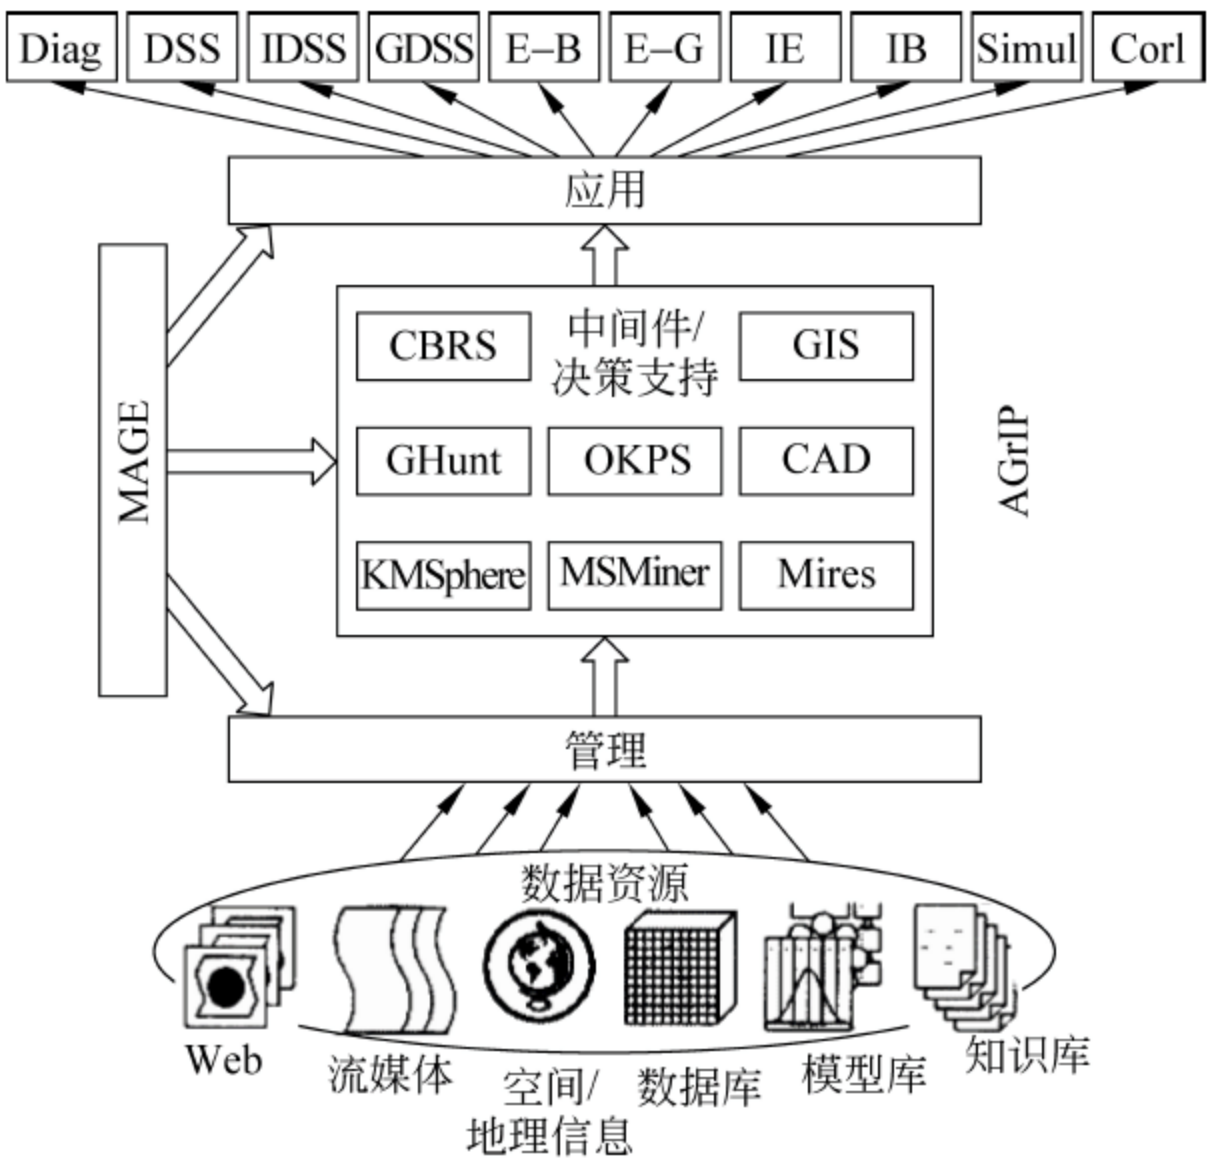 Diag
DSS
IDSS
GDSS
E–B
E–G
IE
IB
Simul
Corl
应用
MAGE
CBRS
中间件/
决策支持
GIS
GHunt
OKPS
CAD
KMSphere
MSMiner
Mires
AGrIP
管理
数据资源
Web
流媒体
空间/
地理信息
数据库
模型库
知识库